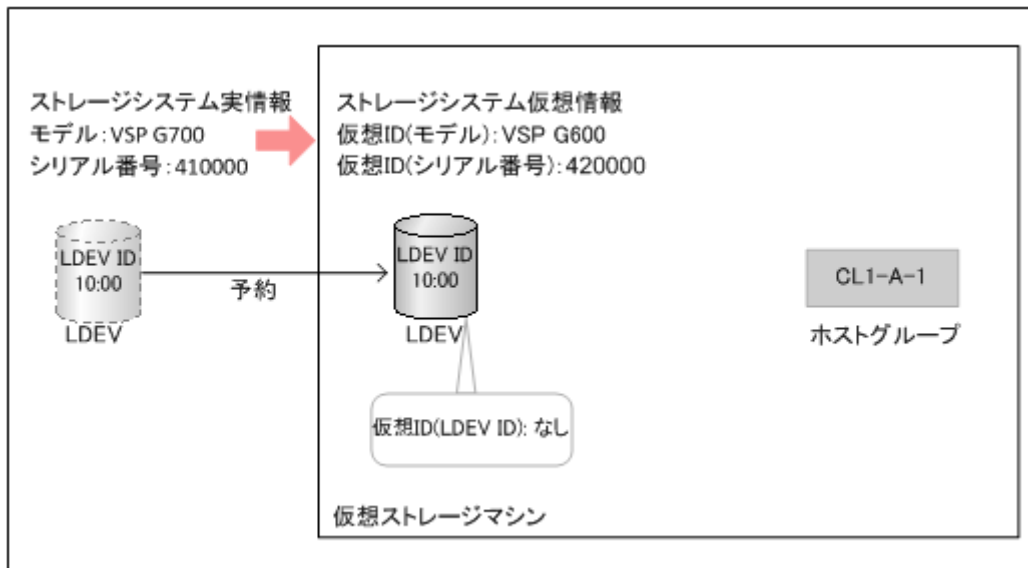 ストレージシステム実情報
モデル:VSP G700
シリアル番号:410000
ストレージシステム仮想情報
仮想ID(モデル):VSP G600
仮想ID(シリアル番号):420000
LDEV ID
10:00
LDEV
予約
LDEV ID
10:00
LDEV
CL1-A-1
ホストグループ
仮想ID(LDEV ID): なし
仮想ストレージマシン